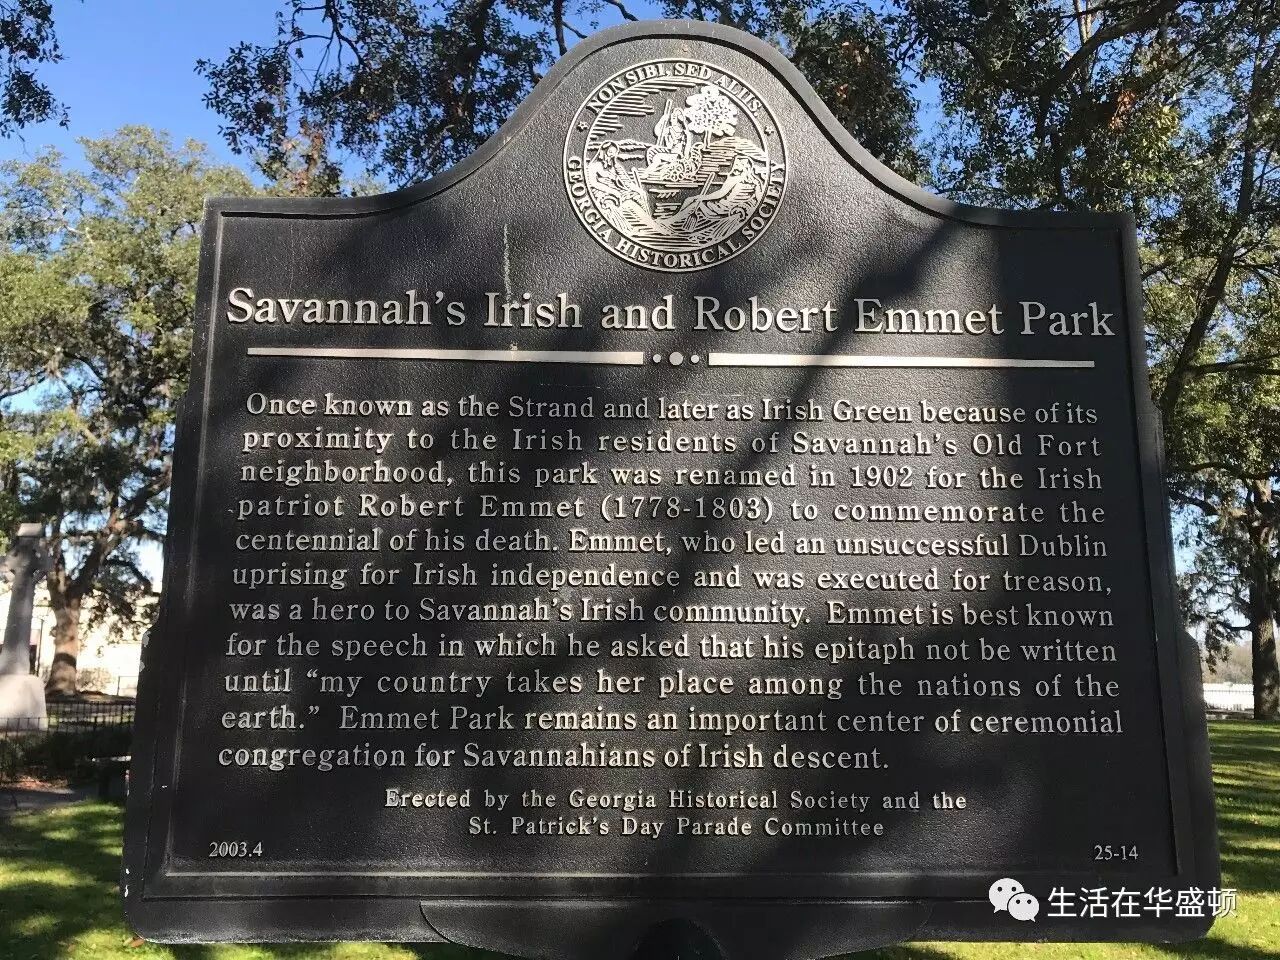 NON SIBI, SED ALIIS
GEORGIA HISTORICAL SOCIETY
Savannah's Irish and Robert Emmet Park
Once known as the Strand and later as Irish Green because of its
proximity to the Irish residents of Savannah's Old Fort
neighborhood, this park was renamed in 1902 for the Irish
patriot Robert Emmet (1778-1803) to commemorate the
centennial of his death. Emmet, who led an unsuccessful Dublin
uprising for Irish independence and was executed for treason,
was a hero to Savannah's Irish community. Emmet is best known
for the speech in which he asked that his epitaph not be written
until “my country takes her place among the nations of the
earth.” Emmet Park remains an important center of ceremonial
congregation for Savannahians of Irish descent.
Erected by the Georgia Historical Society and the
St. Patrick's Day Parade Committee
2003.4
25-14
生活在华盛顿